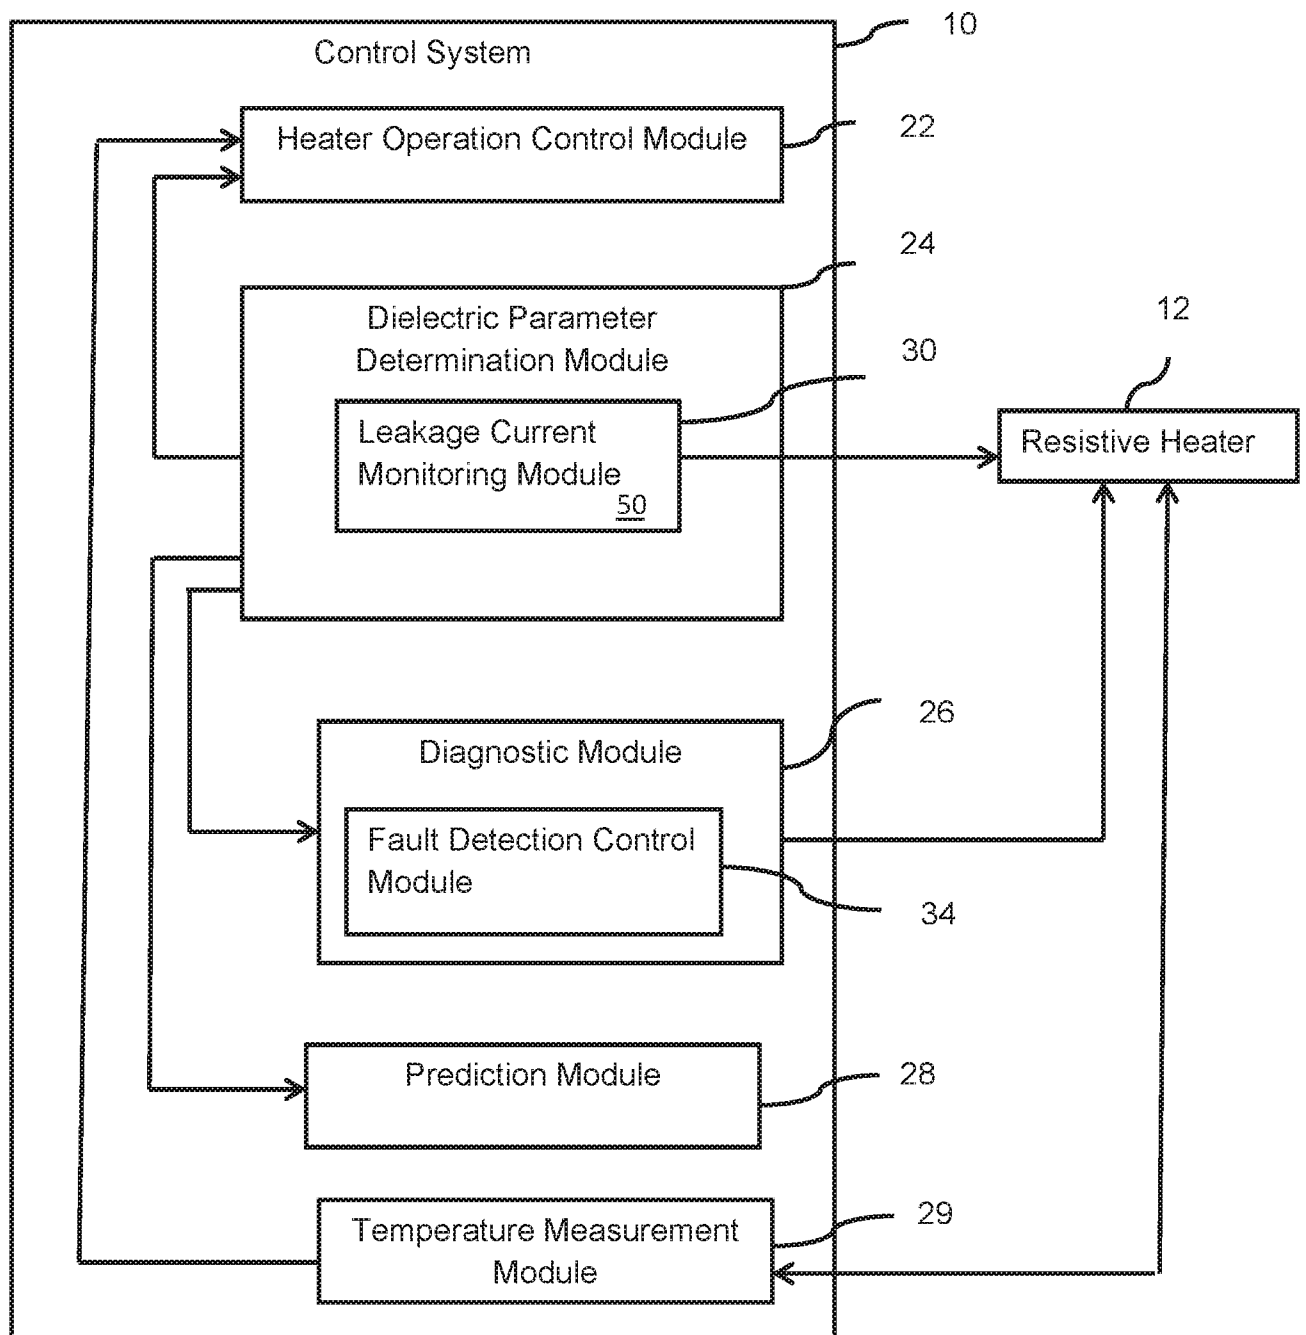 10
Control System
22
Heater Operation Control Module
24
Dielectric Parameter
Determination Module
30
12
Leakage Current
Monitoring Module
50
Resistive Heater
26
Diagnostic Module
Fault Detection Control
Module
34
28
Prediction Module
29
Temperature Measurement
Module